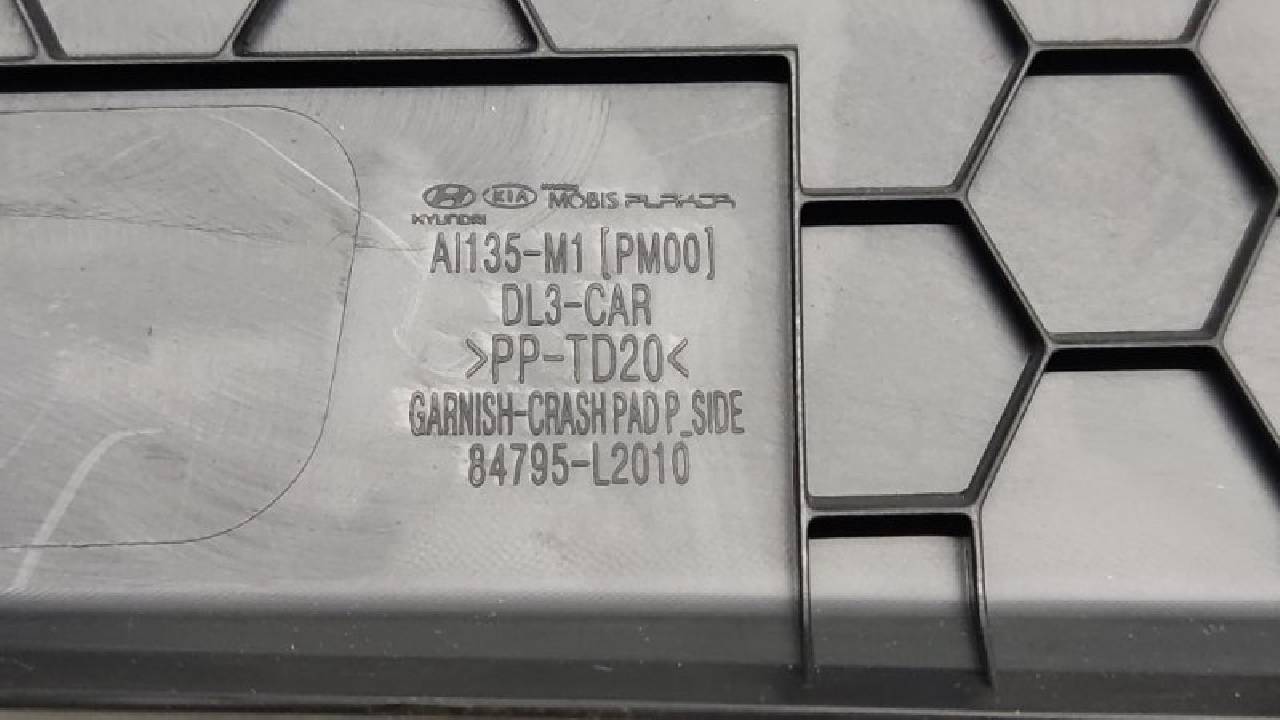 KIA MOBIS
HYUNDAI
AI135-M1 [PM00]
DL3-CAR
>PP-TD20<
GARNISH-CRASH PAD P_SIDE
84795-L2010